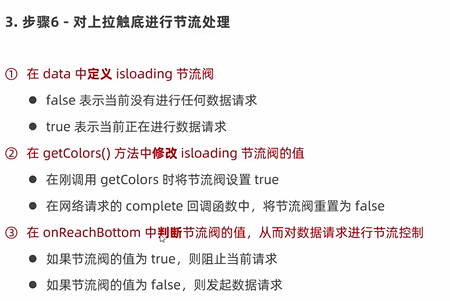 3. 步骤6 - 对上拉触底进行节流处理
① 在 data 中定义 isloading 节流阀
● false 表示当前没有进行任何数据请求
● true 表示当前正在进行数据请求
② 在 getColors() 方法中修改 isloading 节流阀的值
● 在刚调用 getColors 时将节流阀设置 true
● 在网络请求的 complete 回调函数中，将节流阀重置为 false
③ 在 onReachBottom 中判断节流阀的值，从而对数据请求进行节流控制
● 如果节流阀的值为 true，则阻止当前请求
● 如果节流阀的值为 false，则发起数据请求